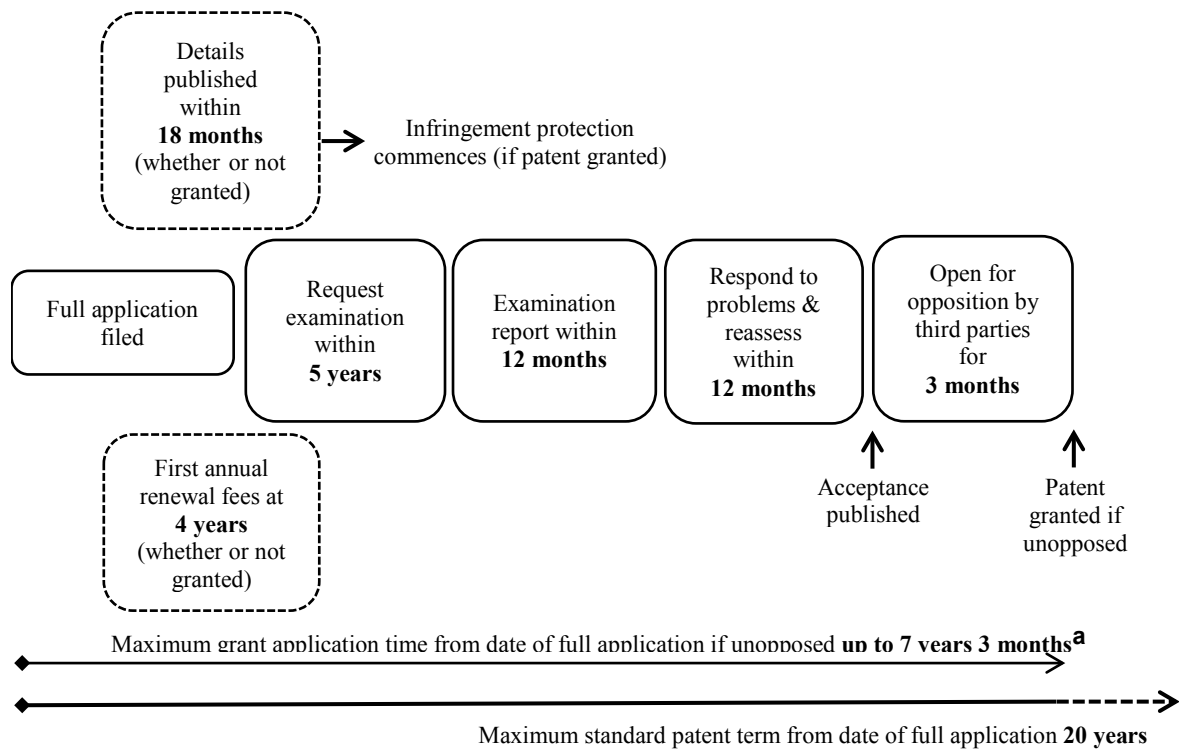 Details
published
within
18 months
(whether or not
granted)
Infringement protection
commences (if patent granted)
Full application
filed
Request
examination
within
5 years
Examination
report within
12 months
Respond to
problems &
reassess
within
12 months
Open for
opposition by
third parties
for
3 months
First annual
renewal fees at
4 years
(whether or not
granted)
Acceptance
published
Patent
granted if
unopposed
Maximum grant application time from date of full application if unopposed up to 7 years 3 months a
Maximum standard patent term from date of full application 20 years